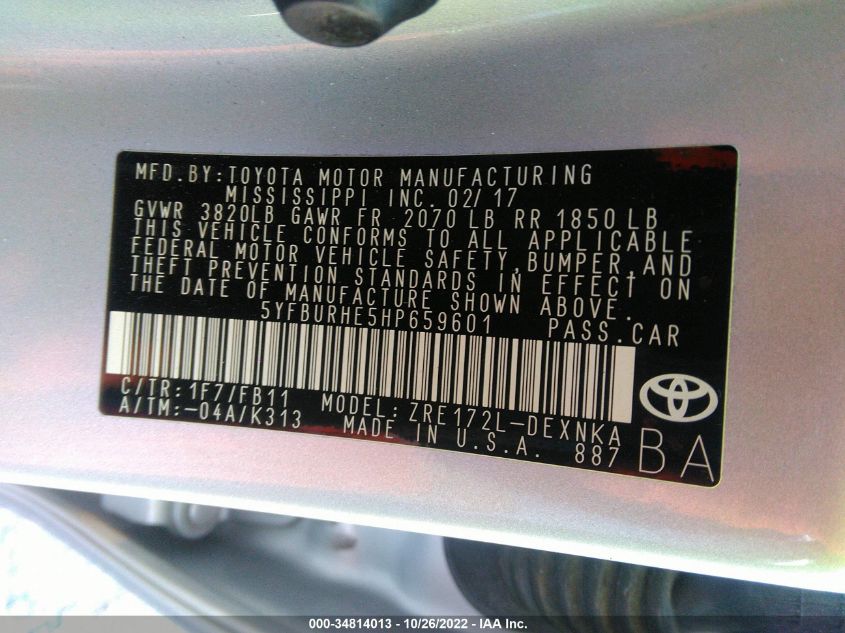 MFD.BY:TOYOTA MOTOR MANUFACTURING
MISSISSIPPI INC. 02/17
GVWR 3820LB GAWR FR 2070 LB RR 1850 LB
THIS VEHICLE CONFORMS TO ALL APPLICABLE
FEDERAL MOTOR VEHICLE SAFETY,BUMPER,AND
THEFT PREVENTION STANDARDS IN EFFECT ON
THE DATE OF MANUFACTURE SHOWN ABOVE.
5YFBURHE5HP659601 PASS.CAR
C/TR:1F7/FB11
A/TM:-04A/K313 MODEL:ZRE172L-DEXNKA
MADE IN U.S.A. 887 BA
000-34814013 - 10/26/2022 - IAA Inc.